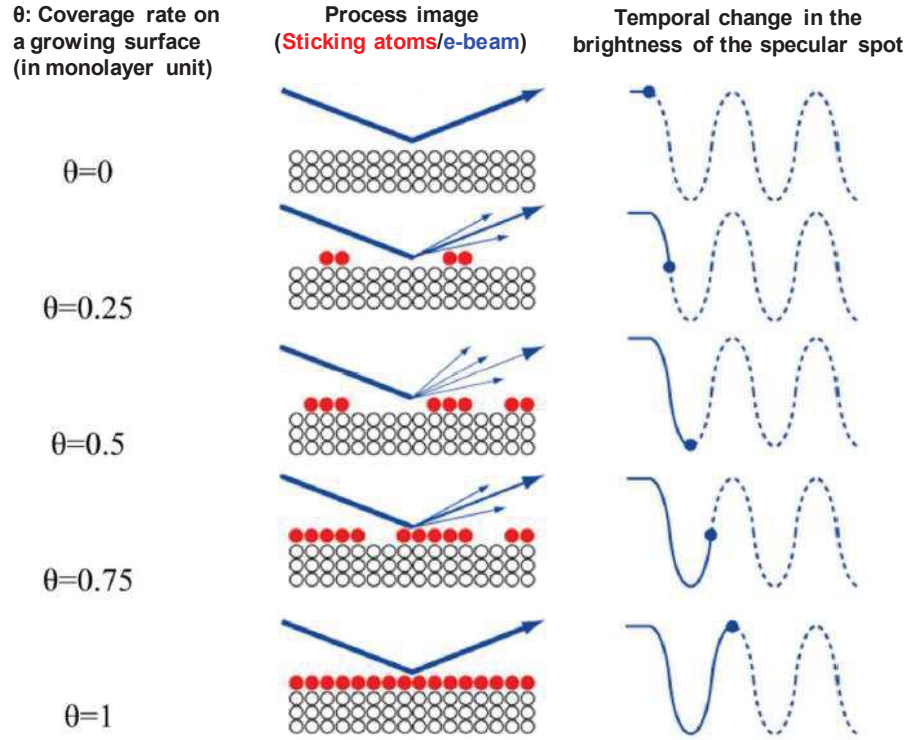 θ: Coverage rate on
a growing surface
(in monolayer unit)
Process image
(Sticking atoms/e-beam)
Temporal change in the
brightness of the specular spot
θ=0
θ=0.25
θ=0.5
θ=0.75
θ=1